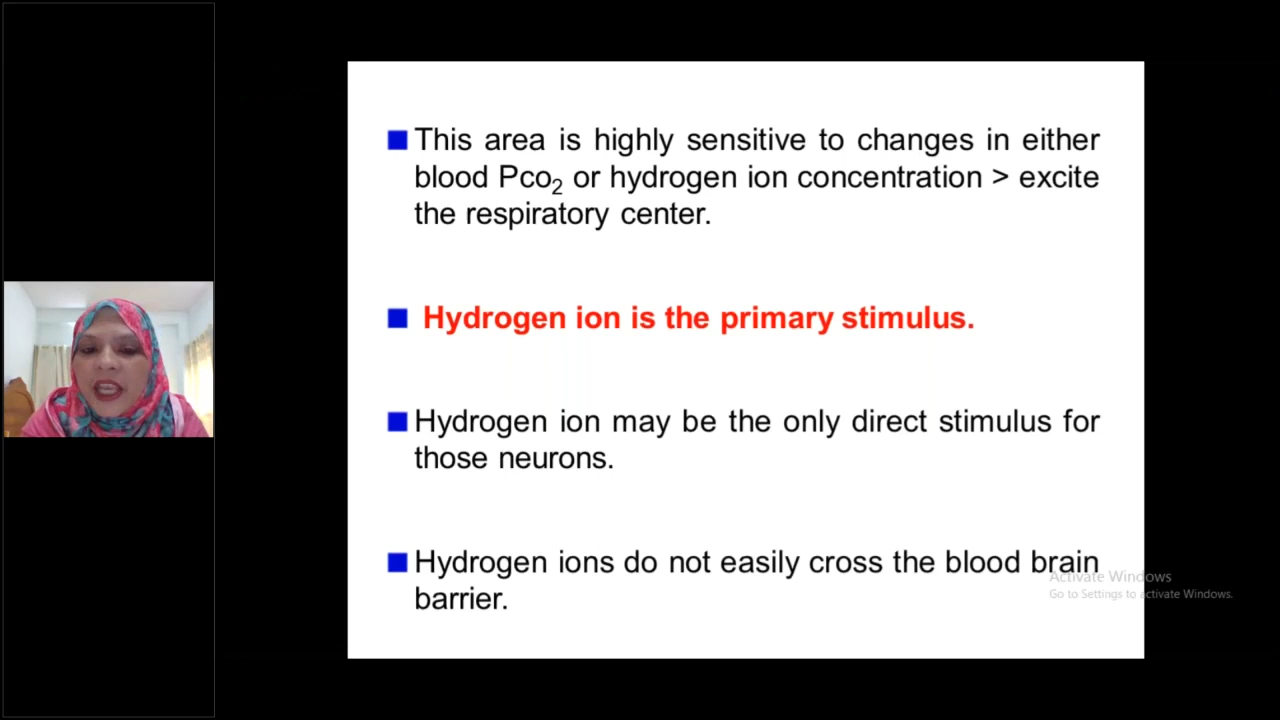 This area is highly sensitive to changes in either
blood Pco₂ or hydrogen ion concentration > excite
the respiratory center.
Hydrogen ion is the primary stimulus.
Hydrogen ion may be the only direct stimulus for
those neurons.
Hydrogen ions do not easily cross the blood brain
barrier.
Activate Windows
Go to Settings to activate Windows.